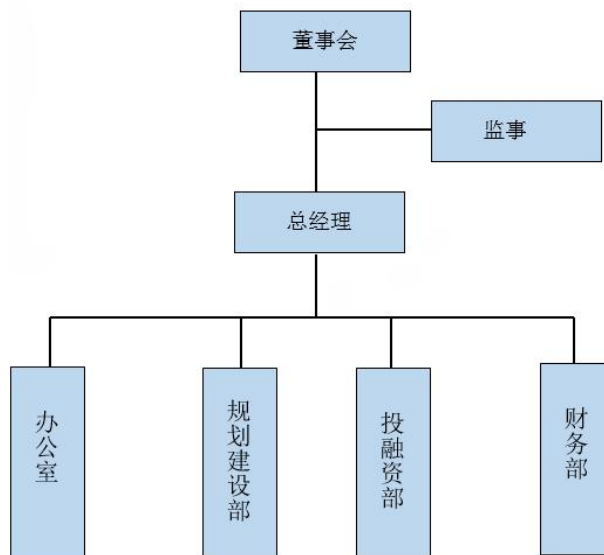 董事会
监事
总经理
办公室
规划建设部
投融资部
财务部